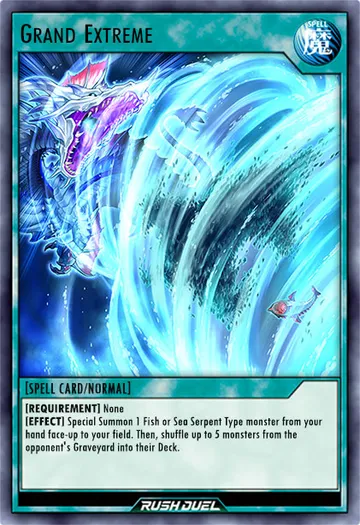 GRAND EXTREME
SPELL
魔
[SPELL CARD/NORMAL]
[REQUIREMENT] None
[EFFECT] Special Summon 1 Fish or Sea Serpent Type monster from your
hand face-up to your field. Then, shuffle up to 5 monsters from the
opponent's Graveyard into their Deck.
RUSH DUEL